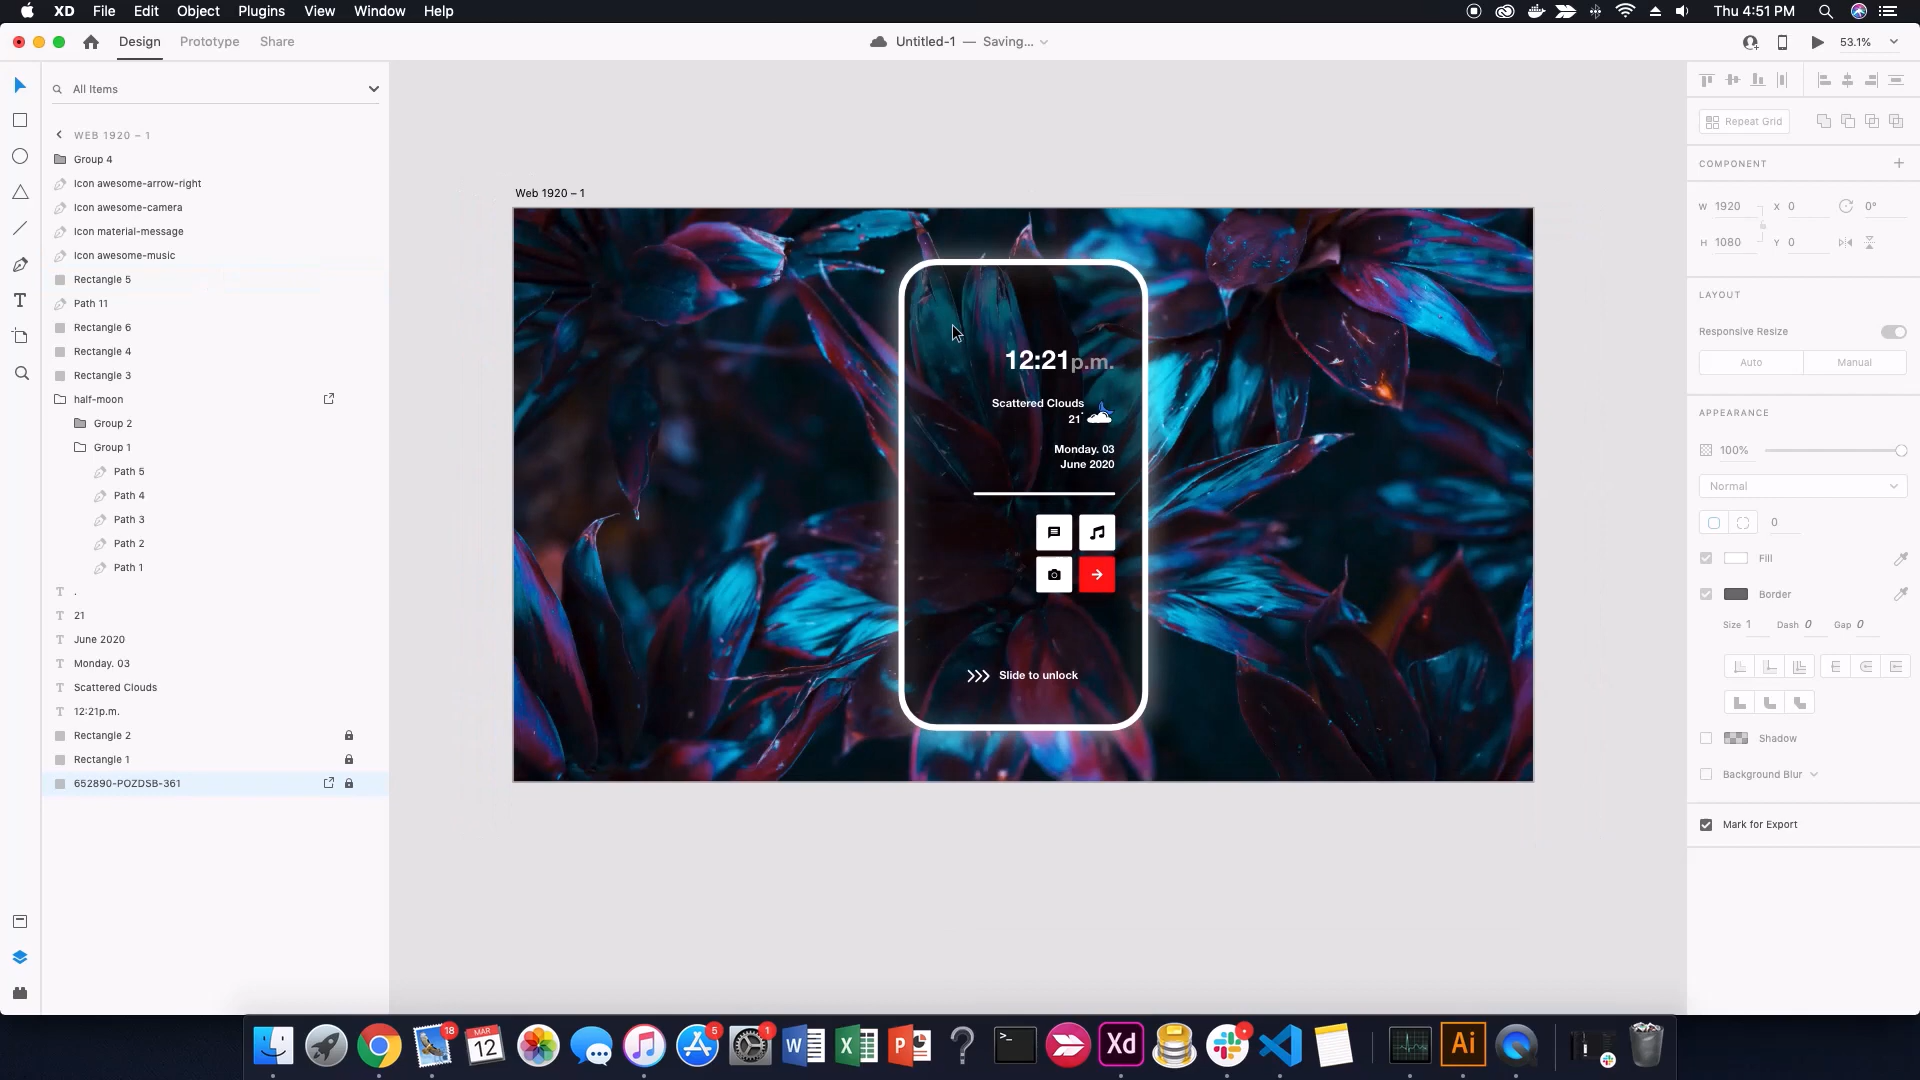 XD File Edit Object Plugins View Window Help
Thu 4:51 PM
Design Prototype Share
Untitled-1 — Saving...
53.1%
All Items
WEB 1920 – 1
Group 4
Icon awesome-arrow-right
Icon awesome-camera
Icon material-message
Icon awesome-music
Rectangle 5
Path 11
Rectangle 6
Rectangle 4
Rectangle 3
half-moon
Group 2
Group 1
Path 5
Path 4
Path 3
Path 2
Path 1
.
21
June 2020
Monday. 03
Scattered Clouds
12:21p.m.
Rectangle 2
Rectangle 1
652890-POZDSB-361
Web 1920 – 1
12:21p.m.
Scattered Clouds
21°
Monday. 03
June 2020
Slide to unlock
Repeat Grid
COMPONENT
W 1920 X 0 0°
H 1080 Y 0
LAYOUT
Responsive Resize
Auto Manual
APPEARANCE
100%
Normal
0
Fill
Border
Size 1 Dash 0 Gap 0
Shadow
Background Blur
Mark for Export
18
MAR
12
5
1
W
X
P
?
>_
Xd
Ai